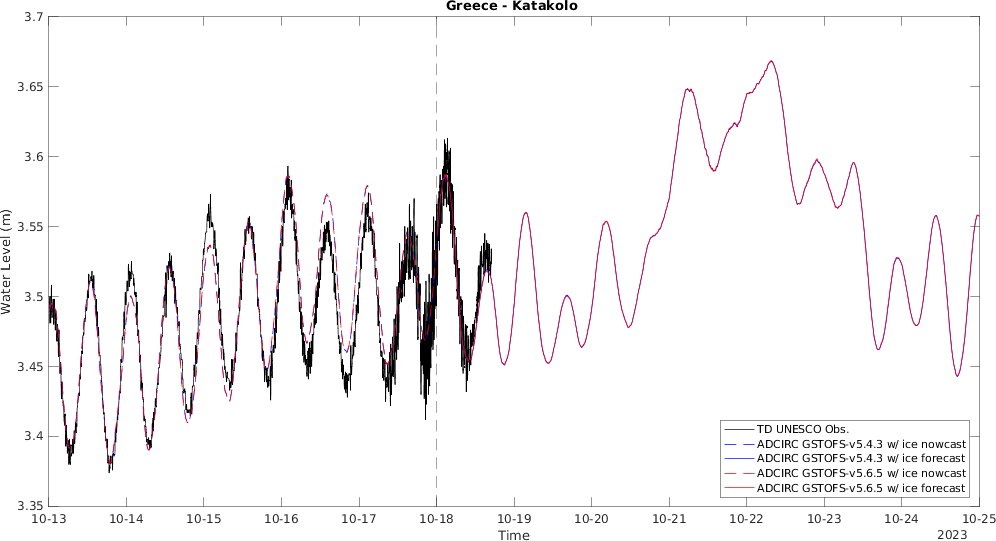 Greece - Katakolo
3.7
3.65
3.6
3.55
3.5
3.45
3.4
3.35
Water Level (m)
TD UNESCO Obs.
ADCIRC GSTOFS-v5.4.3 w/ ice nowcast
ADCIRC GSTOFS-v5.4.3 w/ ice forecast
ADCIRC GSTOFS-v5.6.5 w/ ice nowcast
ADCIRC GSTOFS-v5.6.5 w/ ice forecast
10-13 10-14 10-15 10-16 10-17 10-18 10-19 10-20 10-21 10-22 10-23 10-24 10-25
Time
2023